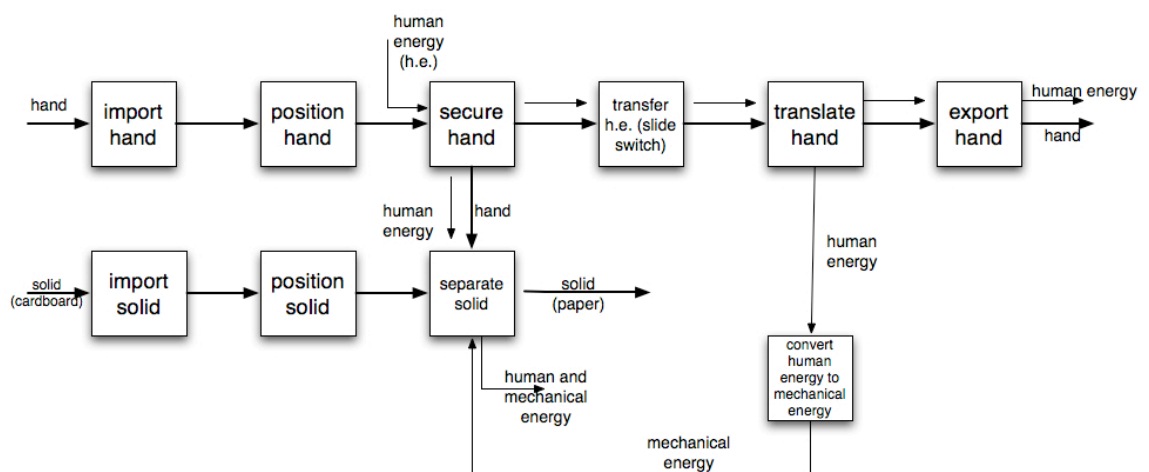 human
energy
(h.e.)
hand
import
hand
position
hand
secure
hand
transfer
h.e. (slide
switch)
translate
hand
export
hand
human energy
hand
human
energy
hand
human
energy
solid
(cardboard)
import
solid
position
solid
separate
solid
solid
(paper)
convert
human
energy to
mechanical
energy
human and
mechanical
energy
mechanical
energy